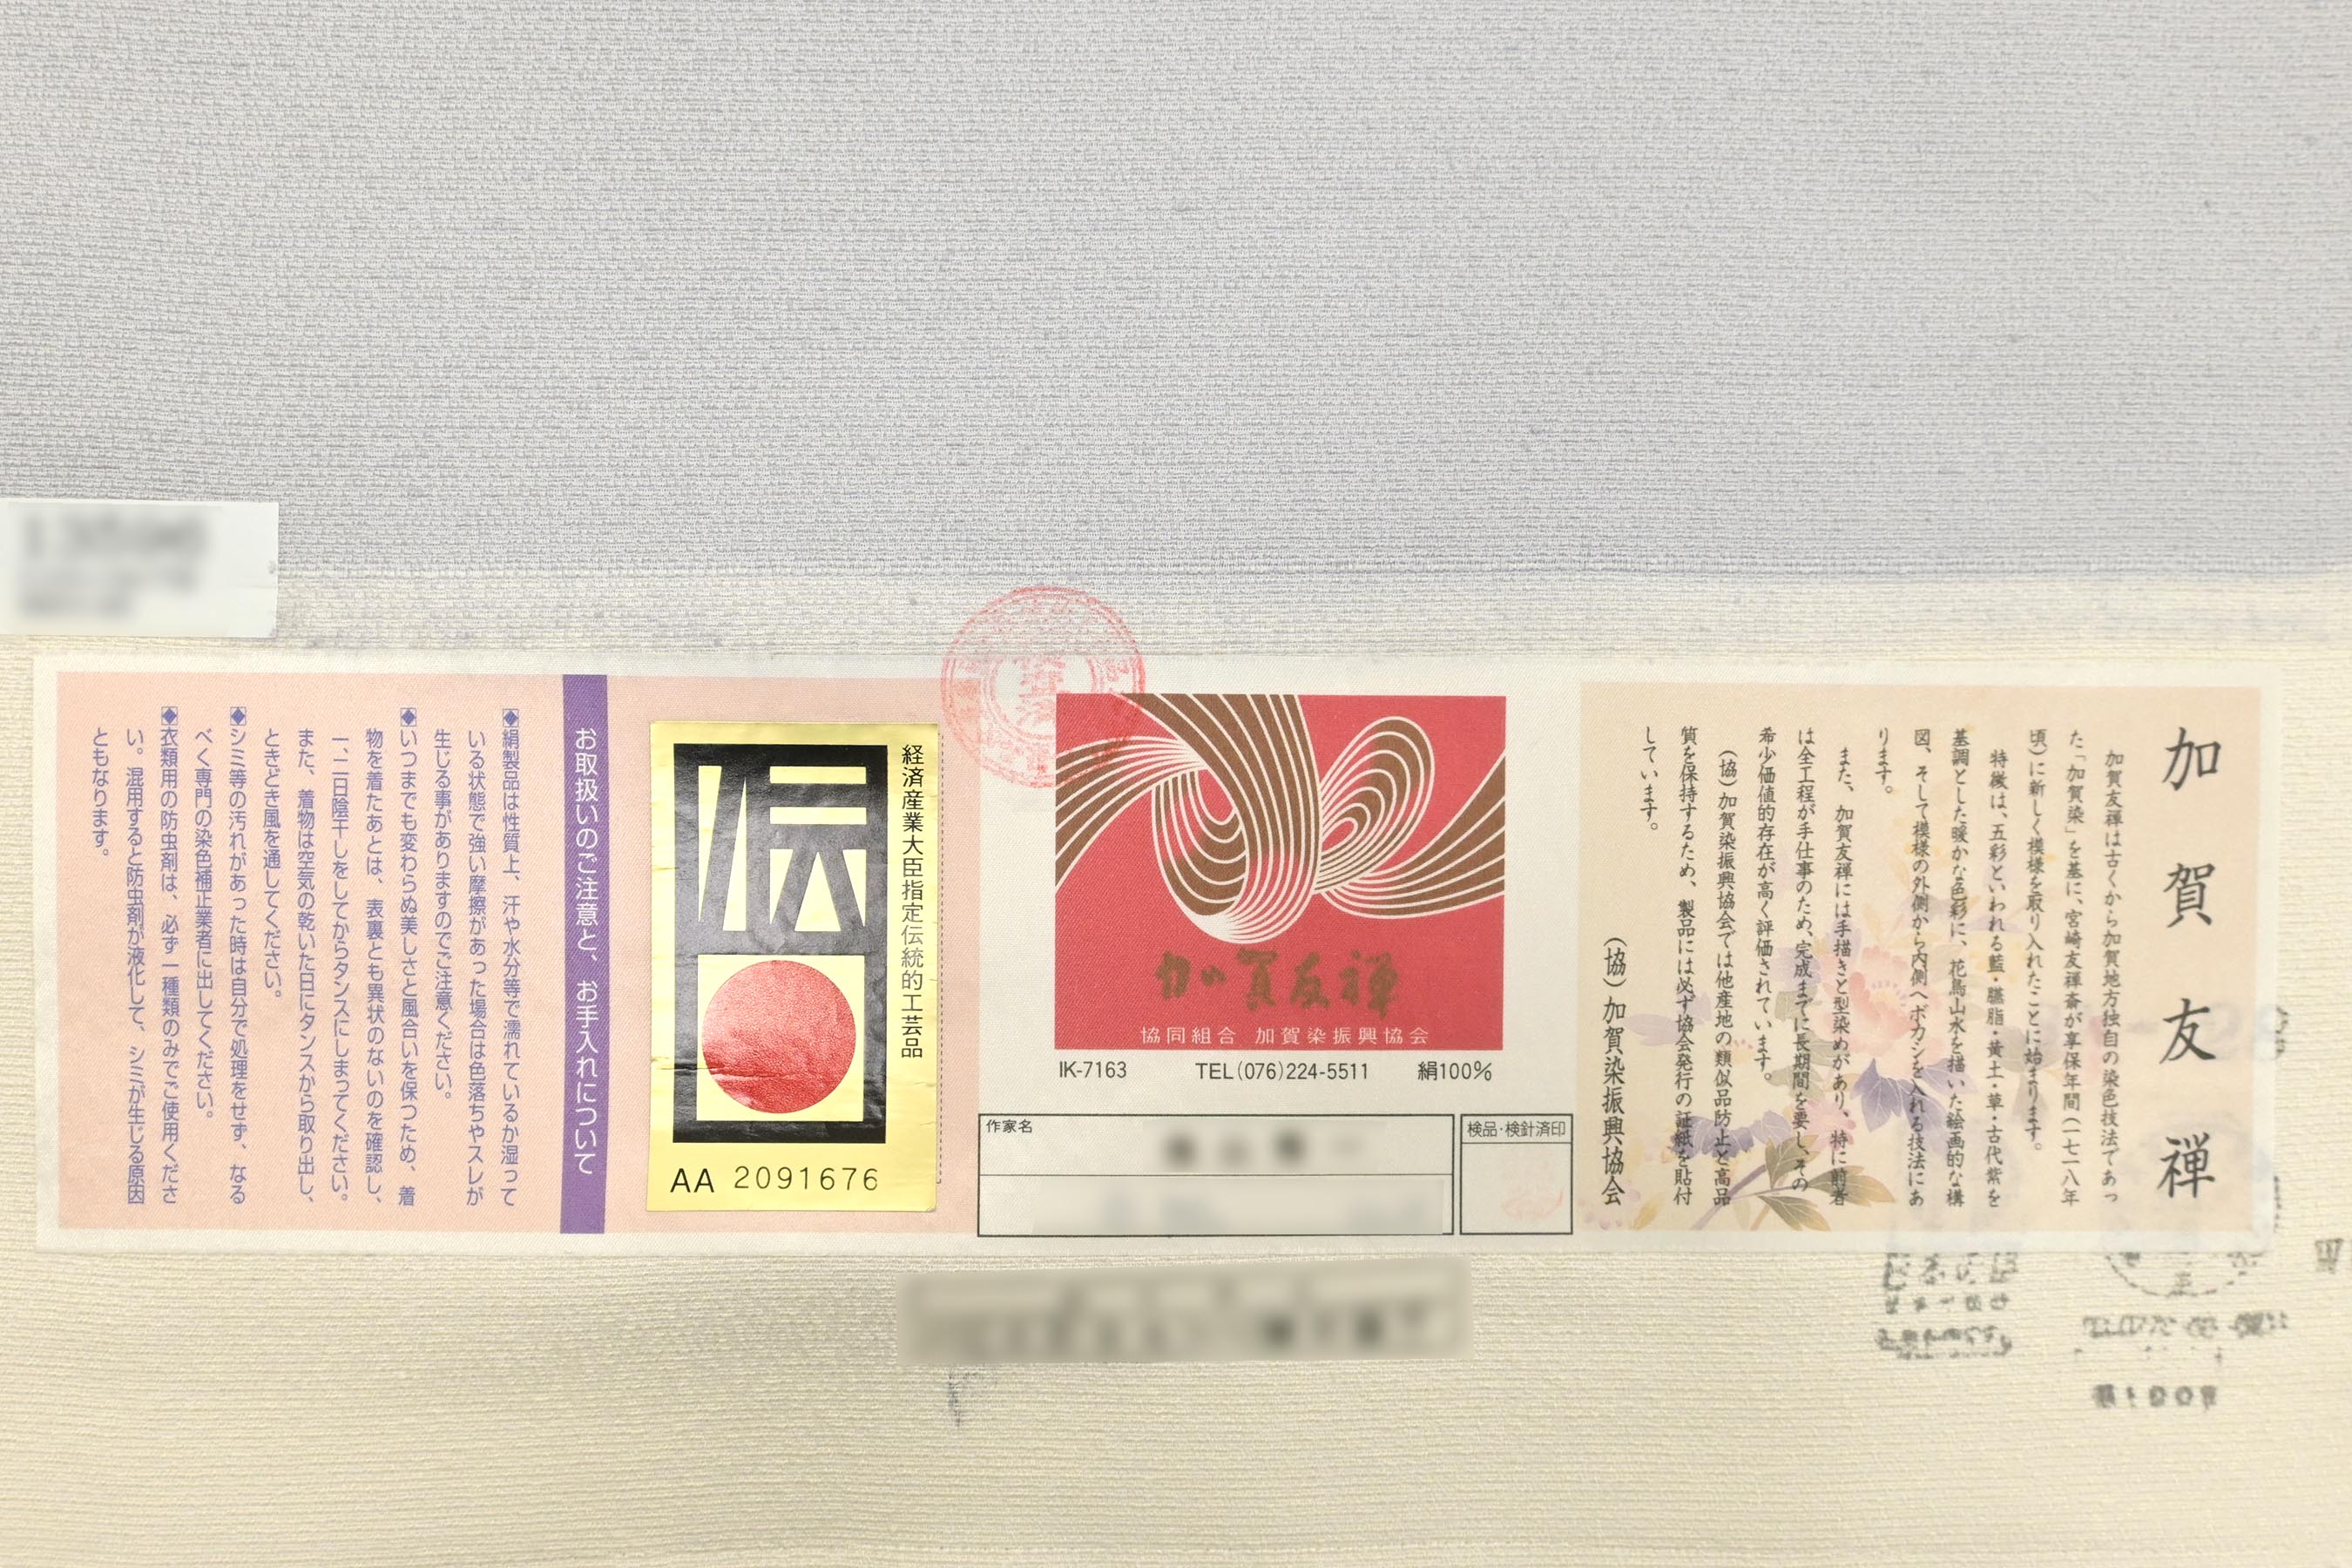 加賀友禅
加賀友禅は古くから加賀地方独自の染色技法であっ
た「加賀染」を基に、宮崎友禅斎が享保年間(一七一八年
頃)に新しく模様を取り入れたことに始まります。
特徴は、五彩といわれる藍・臙脂・黄土・草・古代紫を
基調とした暖かな色彩に、花鳥山水を描いた絵画的な構
図、そして模様の外側から内側へボカシを入れる技法にあ
ります。
また、加賀友禅には手描きと型染めがあり、特に前者
は全工程が手仕事のため、完成までに長期間を要し、その
希少価値的存在が高く評価されています。
(協)加賀染振興協会では他産地の類似品防止と高品
質を保持するため、製品には必ず協会発行の証紙を貼付
しています。
(協)加賀染振興協会
加賀友禅
協同組合 加賀染振興協会
IK-7163 TEL(076)224-5511 絹100%
作家名
検品・検針済印
経済産業大臣指定伝統的工芸品
伝
AA 2091676
お取扱いのご注意と、お手入れについて
◆絹製品は性質上、汗や水分等で濡れているか湿って
いる状態で強い摩擦があった場合は色落ちやスレが
生じる事がありますのでご注意ください。
◆いつまでも変わらぬ美しさと風合いを保つため、着
物を着たあとは、表裏とも異状のないのを確認し、
一、二日陰干しをしてからタンスにしまってください。
また、着物は空気の乾いた日にタンスから取り出し、
ときどき風を通してください。
◆シミ等の汚れがあった時は自分で処理をせず、なる
べく専門の染色補正業者に出してください。
◆衣類用の防虫剤は、必ず一種類のみでご使用くださ
い。混用すると防虫剤が液化して、シミが生じる原因
ともなります。